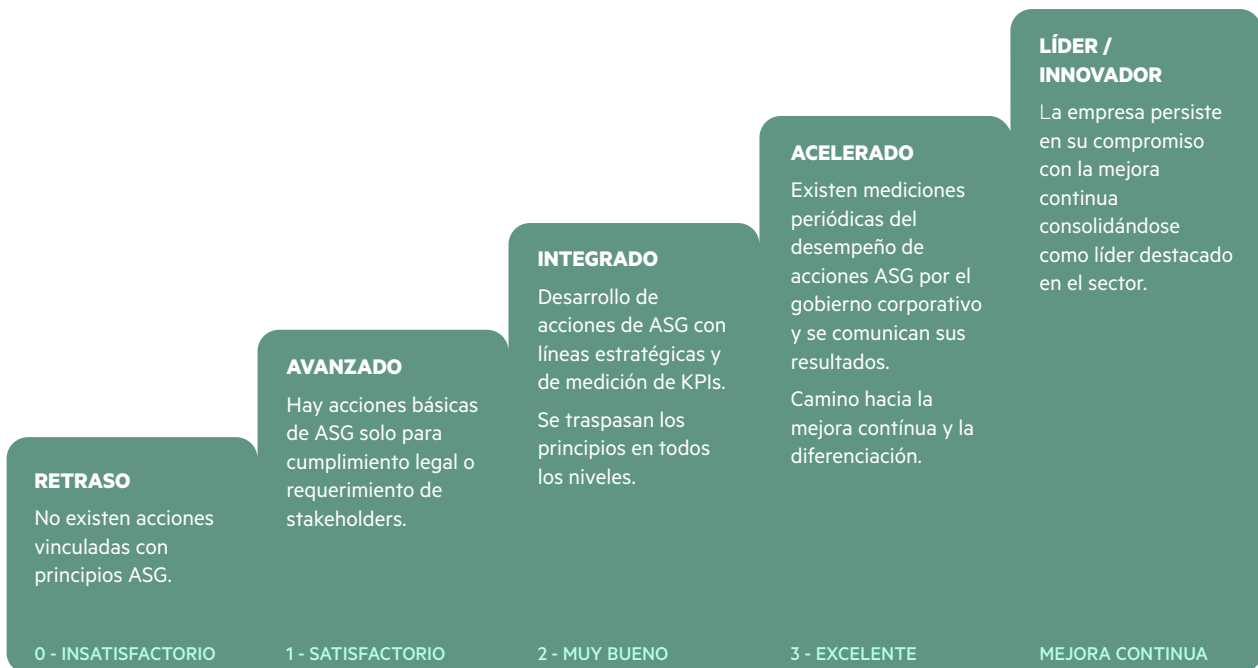 RETRASO
No existen acciones
vinculadas con
principios ASG.
0 - INSATISFACTORIO
AVANZADO
Hay acciones básicas
de ASG solo para
cumplimiento legal o
requerimiento de
stakeholders.
1 - SATISFACTORIO
INTEGRADO
Desarrollo de
acciones de ASG con
líneas estratégicas y
de medición de KPIs.
Se traspasan los
principios en todos
los niveles.
2 - MUY BUENO
ACELERADO
Existen mediciones
periódicas del
desempeño de
acciones ASG por el
gobierno corporativo
y se comunican sus
resultados.
Camino hacia la
mejora contínua y la
diferenciación.
3 - EXCELENTE
LÍDER /
INNOVADOR
La empresa persiste
en su compromiso
con la mejora
continua
consolidándose
como líder destacado
en el sector.
MEJORA CONTINUA